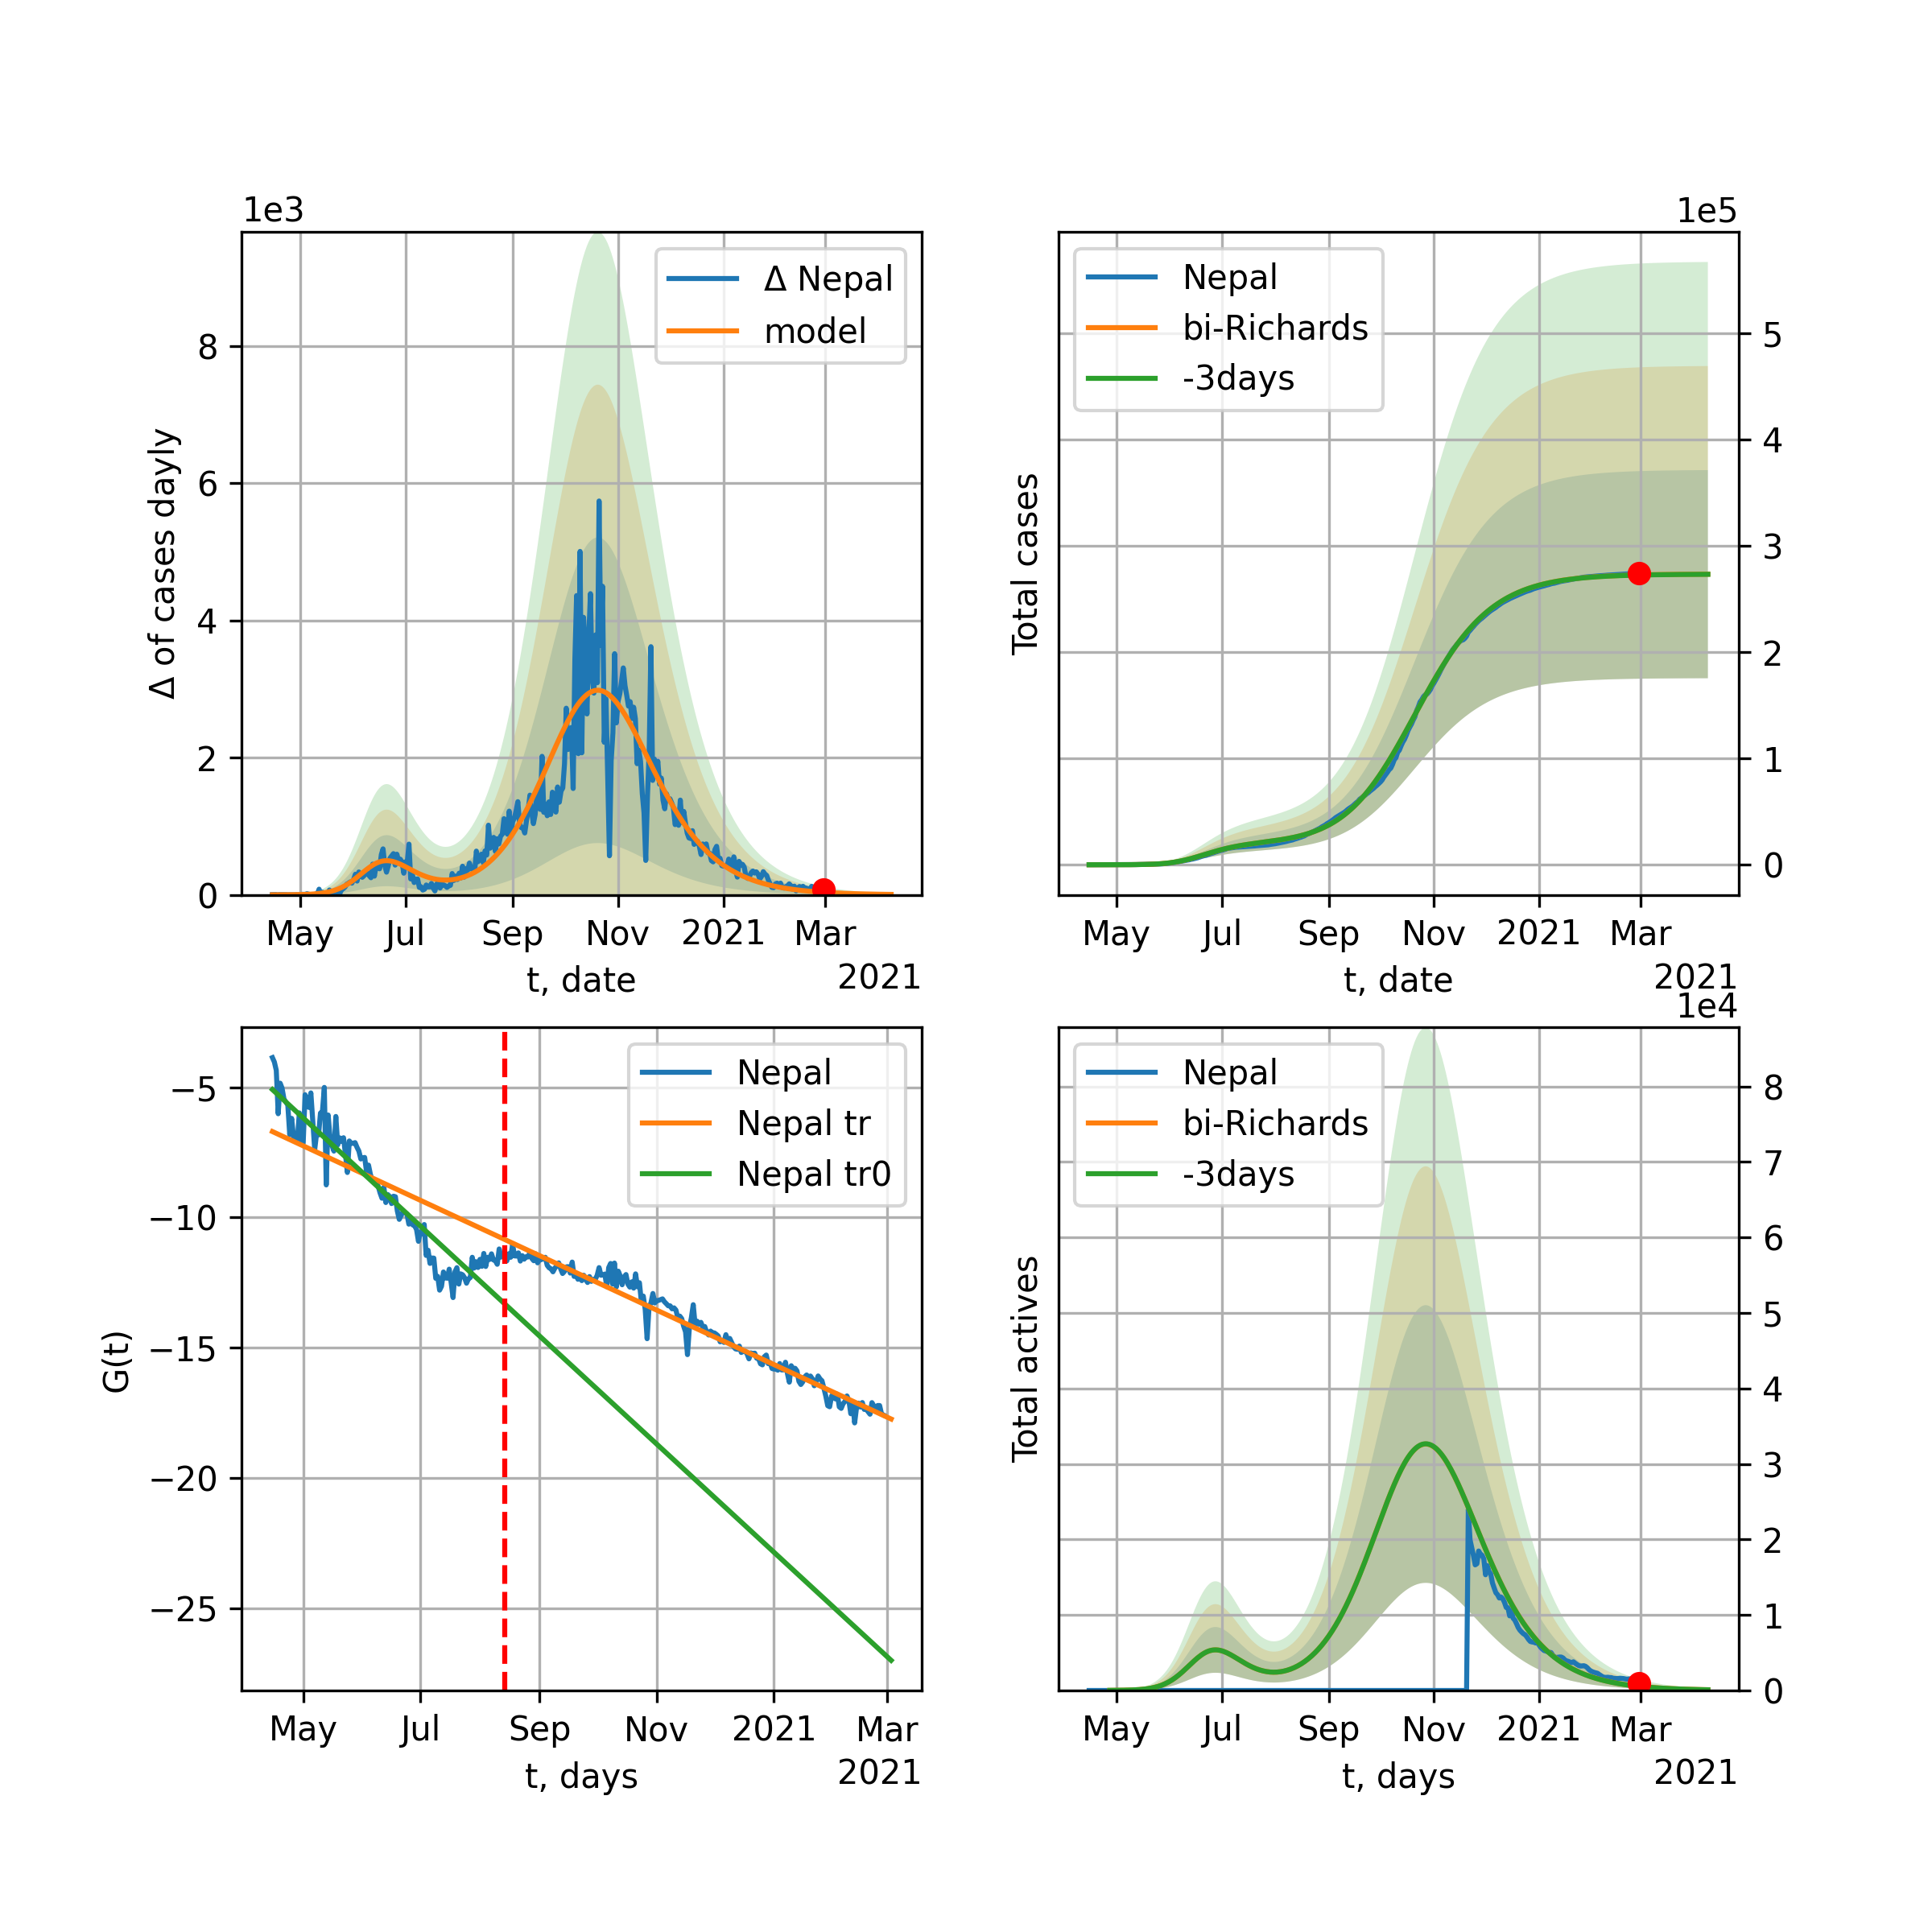 1e3
Δ Nepal
model
8
6
4
2
0
Δ of cases dayly
May Jul Sep Nov 2021 Mar
t, date
2021
1e5
Nepal
bi-Richards
-3days
5
4
3
2
1
0
Total cases
May Jul Sep Nov 2021 Mar
t, date
2021
Nepal
Nepal tr
Nepal tr0
−5
−10
−15
−20
−25
G(t)
May Jul Sep Nov 2021 Mar
t, days
2021
1e4
Nepal
bi-Richards
-3days
8
7
6
5
4
3
2
1
0
Total actives
May Jul Sep Nov 2021 Mar
t, days
2021